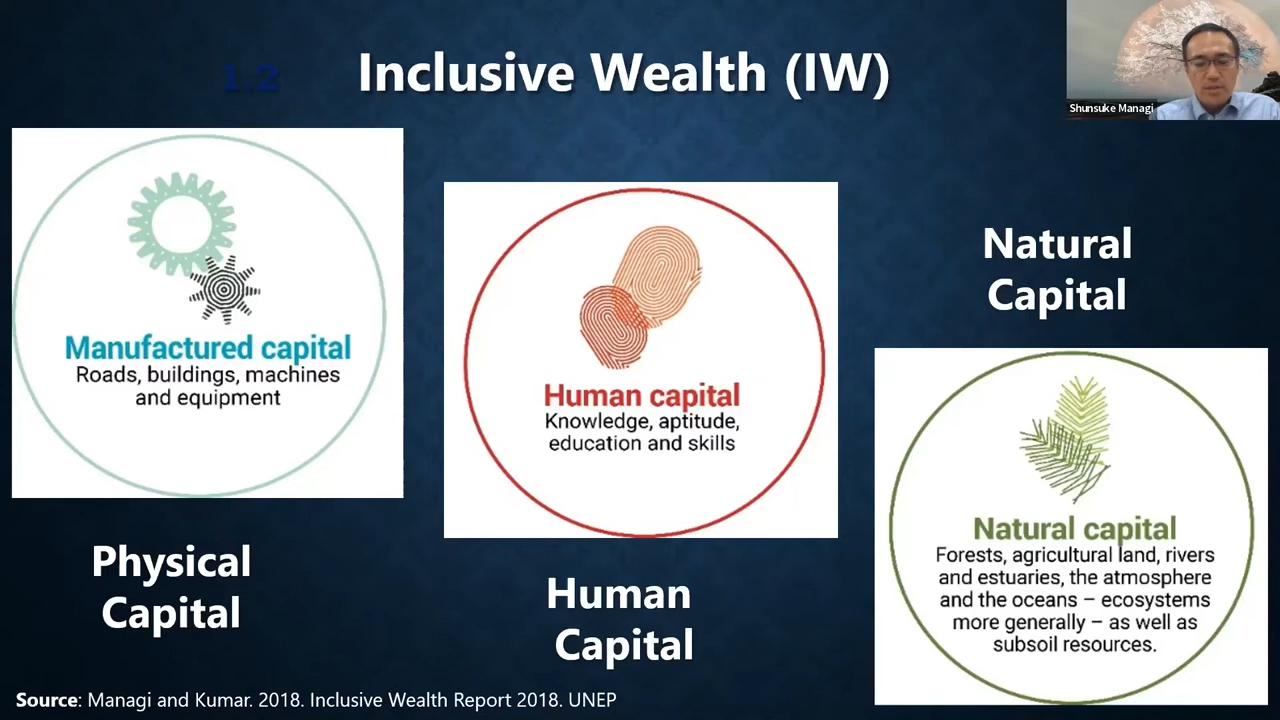 1.2
Inclusive Wealth (IW)
Shunsuke Managi
Manufactured capital
Roads, buildings, machines
and equipment
Physical
Capital
Human capital
Knowledge, aptitude,
education and skills
Human
Capital
Natural
Capital
Natural capital
Forests, agricultural land, rivers
and estuaries, the atmosphere
and the oceans – ecosystems
more generally – as well as
subsoil resources.
Source: Managi and Kumar. 2018. Inclusive Wealth Report 2018. UNEP